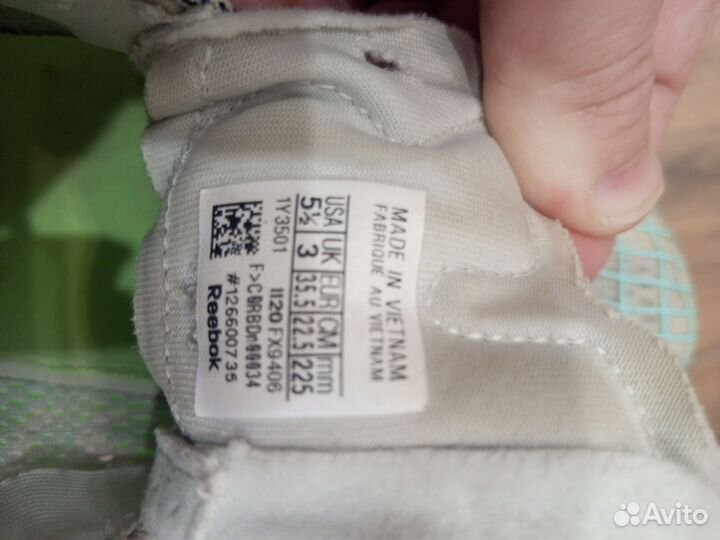 MADE IN VIETNAM
FABRIQUÉ AU VIETNAM
USA UK EUR CM mm
5½ 3 35.5 22.5 225
1Y3501 1120 FX9406
#126600735
Reebok
Avito